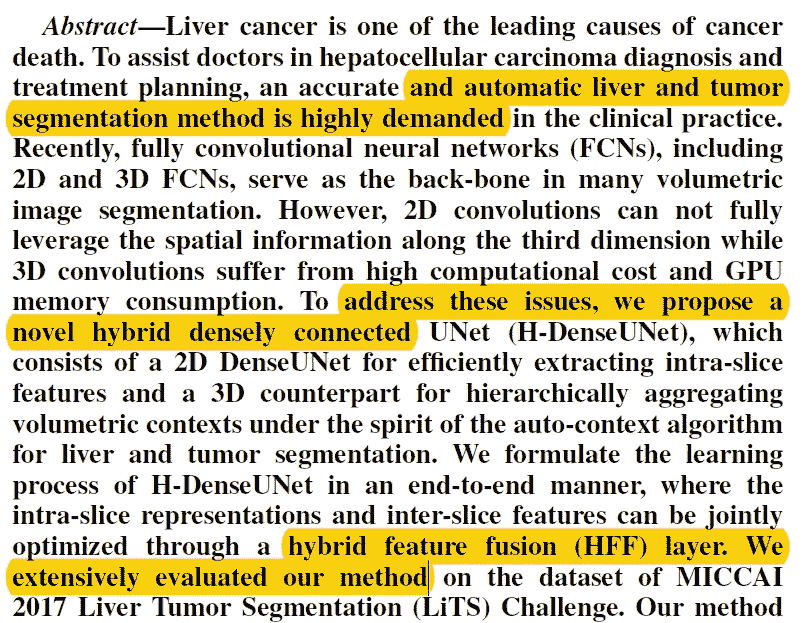 Abstract—Liver cancer is one of the leading causes of cancer
death. To assist doctors in hepatocellular carcinoma diagnosis and
treatment planning, an accurate and automatic liver and tumor
segmentation method is highly demanded in the clinical practice.
Recently, fully convolutional neural networks (FCNs), including
2D and 3D FCNs, serve as the back-bone in many volumetric
image segmentation. However, 2D convolutions can not fully
leverage the spatial information along the third dimension while
3D convolutions suffer from high computational cost and GPU
memory consumption. To address these issues, we propose a
novel hybrid densely connected UNet (H-DenseUNet), which
consists of a 2D DenseUNet for efficiently extracting intra-slice
features and a 3D counterpart for hierarchically aggregating
volumetric contexts under the spirit of the auto-context algorithm
for liver and tumor segmentation. We formulate the learning
process of H-DenseUNet in an end-to-end manner, where the
intra-slice representations and inter-slice features can be jointly
optimized through a hybrid feature fusion (HFF) layer. We
extensively evaluated our method on the dataset of MICCAI
2017 Liver Tumor Segmentation (LiTS) Challenge. Our method